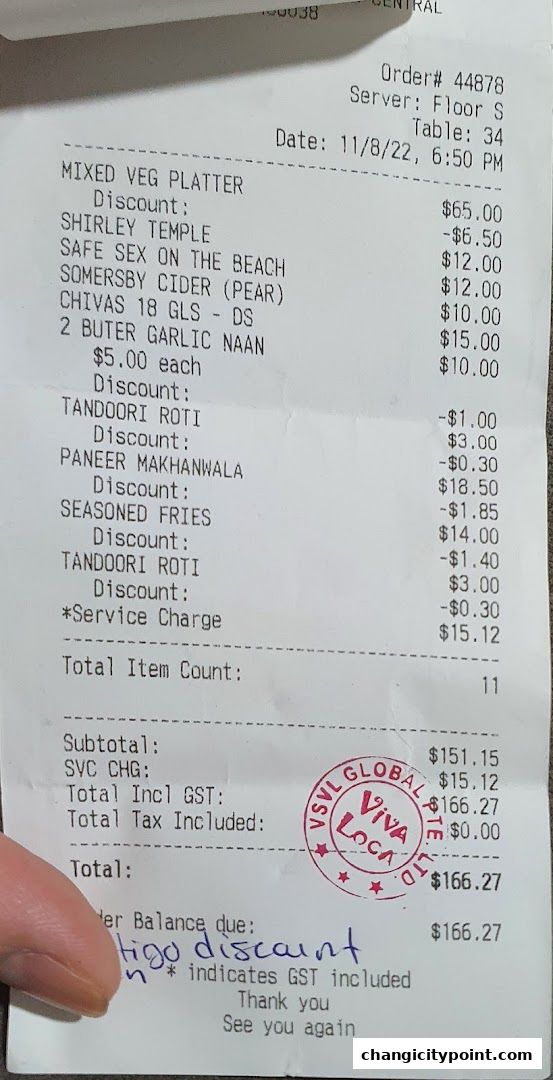 CENTRAL
Order# 44878
Server: Floor S
Table: 34
Date: 11/8/22, 6:50 PM
MIXED VEG PLATTER $65.00
Discount: -$6.50
SHIRLEY TEMPLE $12.00
SAFE SEX ON THE BEACH $12.00
SOMERSBY CIDER (PEAR) $10.00
CHIVAS 18 GLS - DS $15.00
2 BUTER GARLIC NAAN $10.00
$5.00 each
Discount: -$1.00
TANDOORI ROTI $3.00
Discount: -$0.30
PANEER MAKHANWALA $18.50
Discount: -$1.85
SEASONED FRIES $14.00
Discount: -$1.40
TANDOORI ROTI $3.00
Discount: -$0.30
*Service Charge $15.12
Total Item Count: 11
Subtotal: $151.15
SVC CHG: $15.12
Total Incl GST: $166.27
Total Tax Included: $0.00
VSVL GLOBAL PTE. LTD.
VIVA
LOCA
Total: $166.27
Balance due: $166.27
discount
* indicates GST included
Thank you
See you again
changicitypoint.com